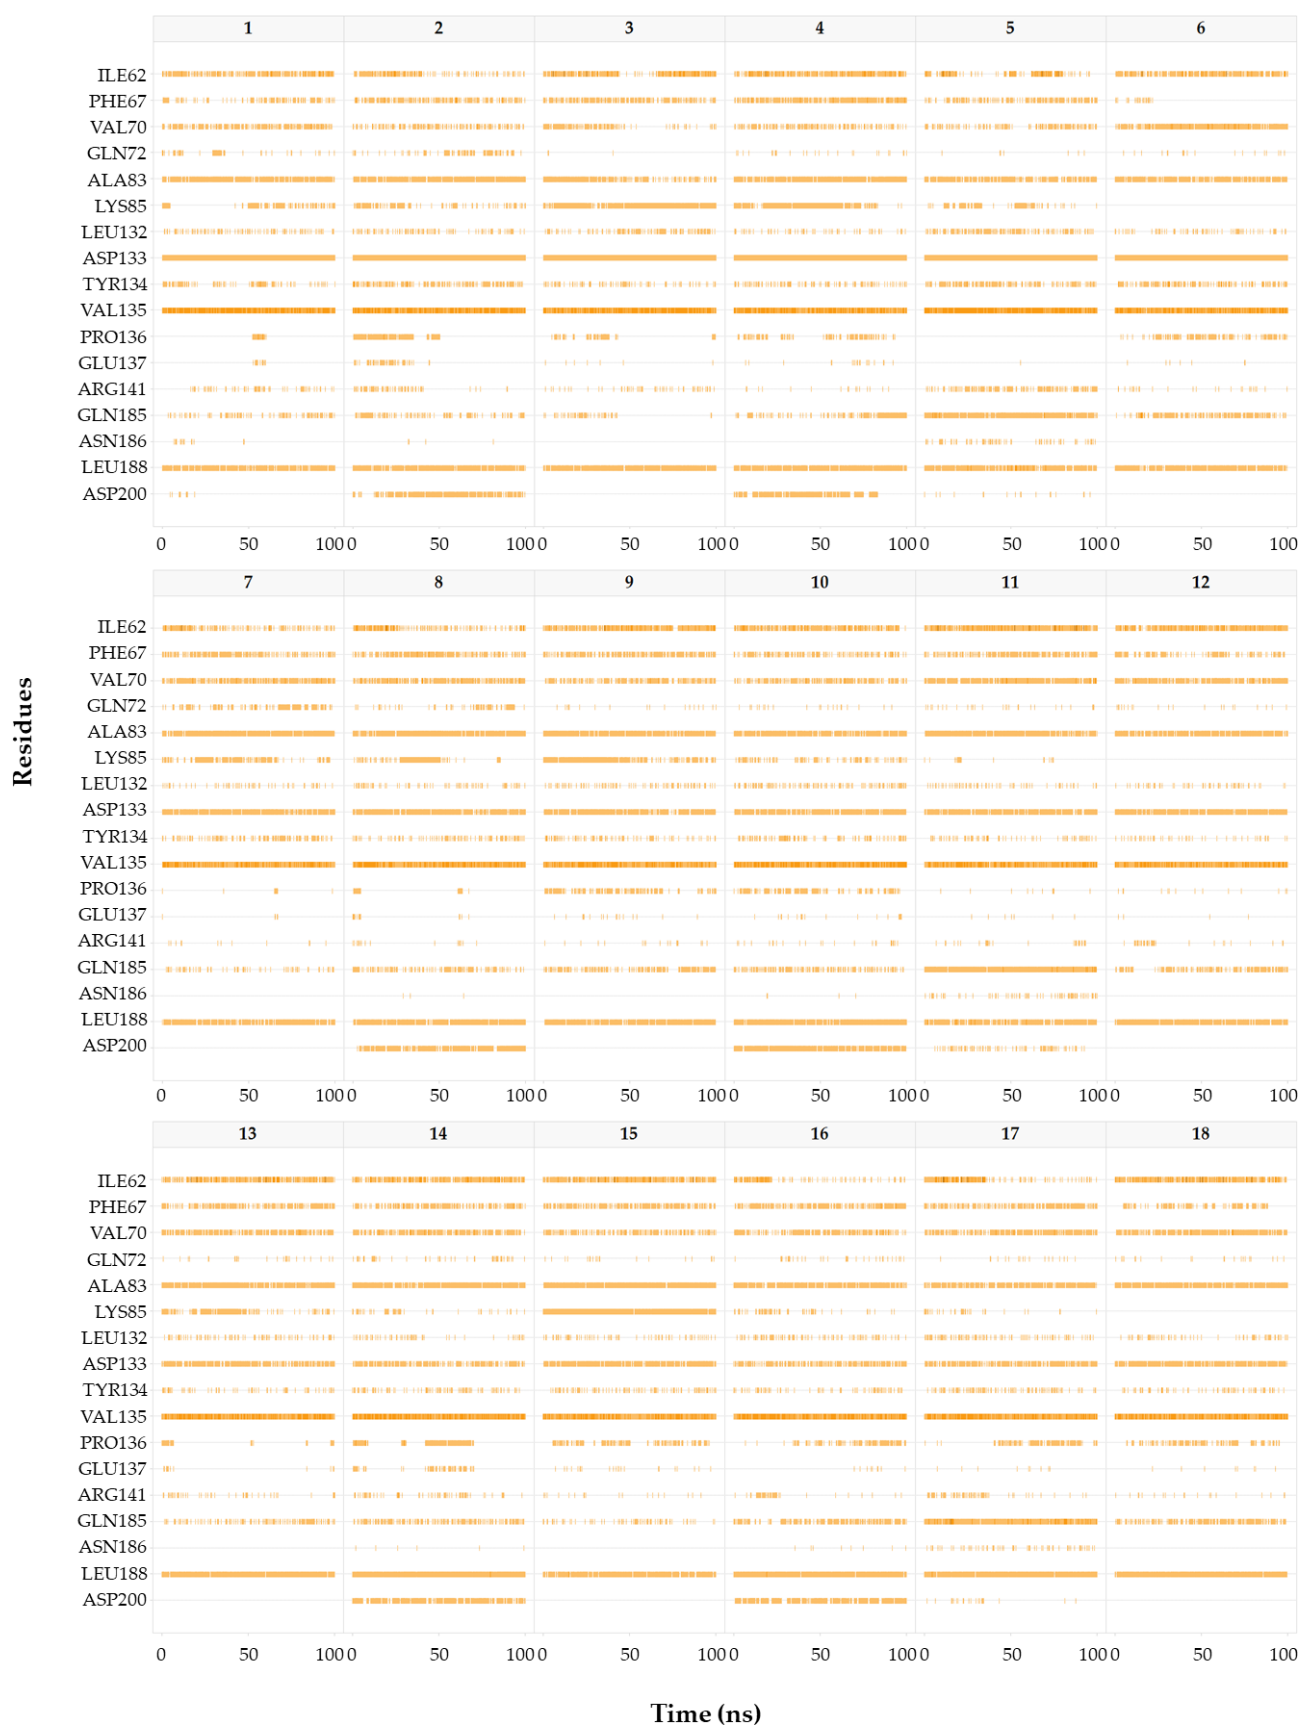 1 2 3 4 5 6
ILE62
PHE67
VAL70
GLN72
ALA83
LYS85
LEU132
ASP133
TYR134
VAL135
PRO136
GLU137
ARG141
GLN185
ASN186
LEU188
ASP200
0 50 100 0 50 100 0 50 100 0 50 100 0 50 100 0 50 100
7 8 9 10 11 12
ILE62
PHE67
VAL70
GLN72
ALA83
LYS85
LEU132
ASP133
TYR134
VAL135
PRO136
GLU137
ARG141
GLN185
ASN186
LEU188
ASP200
0 50 100 0 50 100 0 50 100 0 50 100 0 50 100 0 50 100
Residues
13 14 15 16 17 18
ILE62
PHE67
VAL70
GLN72
ALA83
LYS85
LEU132
ASP133
TYR134
VAL135
PRO136
GLU137
ARG141
GLN185
ASN186
LEU188
ASP200
0 50 100 0 50 100 0 50 100 0 50 100 0 50 100 0 50 100
Time (ns)